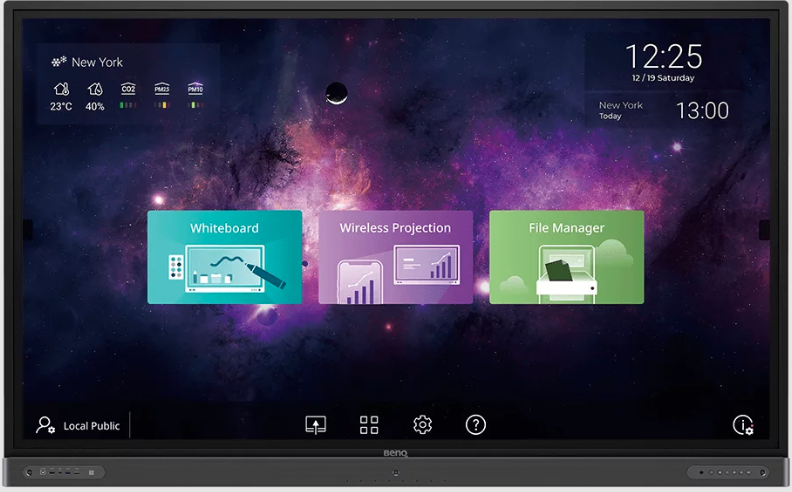 New York
23°C
40%
CO2
PM2.5
PM10
12:25
12 / 19 Saturday
New York
Today
13:00
Whiteboard
Wireless Projection
File Manager
Local Public
?
BenQ